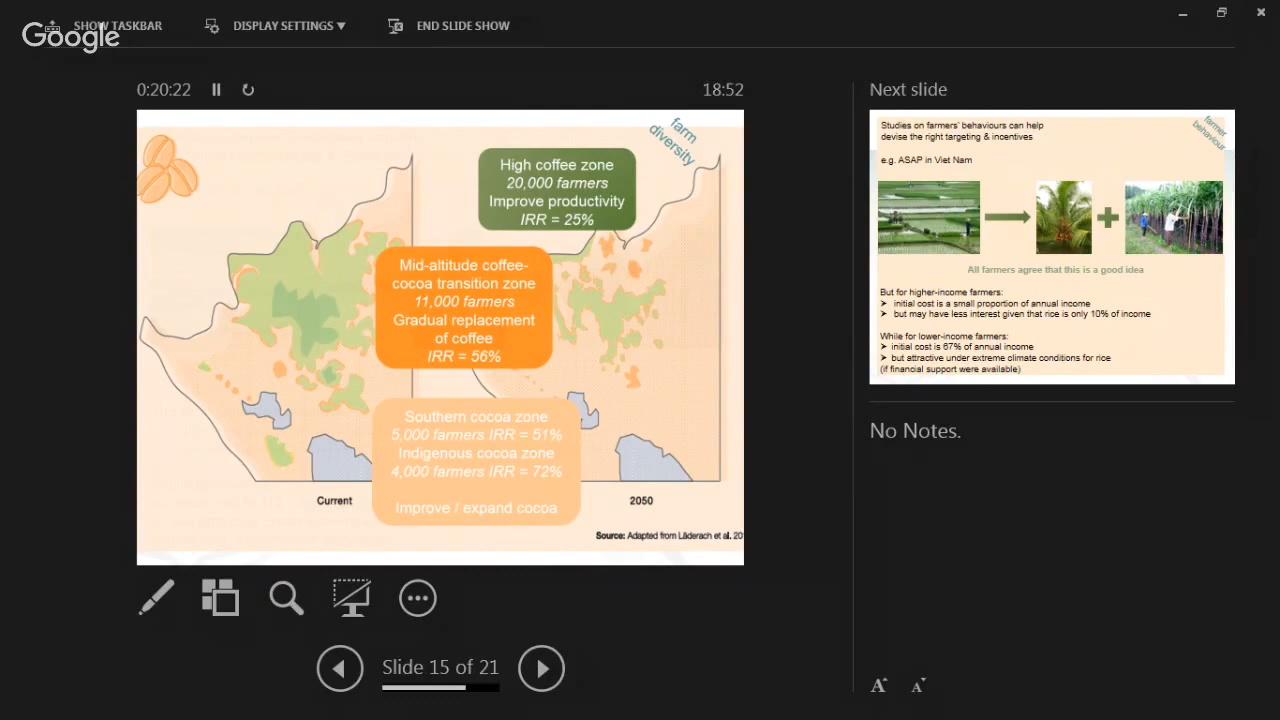 Google
SHOW TASKBAR
DISPLAY SETTINGS ▼
END SLIDE SHOW
0:20:22
18:52
farm
diversity
High coffee zone
20,000 farmers
Improve productivity
IRR = 25%
Mid-altitude coffee-
cocoa transition zone
11,000 farmers
Gradual replacement
of coffee
IRR = 56%
Southern cocoa zone
5,000 farmers IRR = 51%
Indigenous cocoa zone
4,000 farmers IRR = 72%
Improve / expand cocoa
Current
2050
Source: Adapted from Läderach et al. 20
Slide 15 of 21
Next slide
farmer
behaviour
Studies on farmers' behaviours can help
devise the right targeting & incentives
e.g. ASAP in Viet Nam
All farmers agree that this is a good idea
But for higher-income farmers:
➤ initial cost is a small proportion of annual income
➤ but may have less interest given that rice is only 10% of income
While for lower-income farmers:
➤ initial cost is 67% of annual income
➤ but attractive under extreme climate conditions for rice
(if financial support were available)
No Notes.
A A